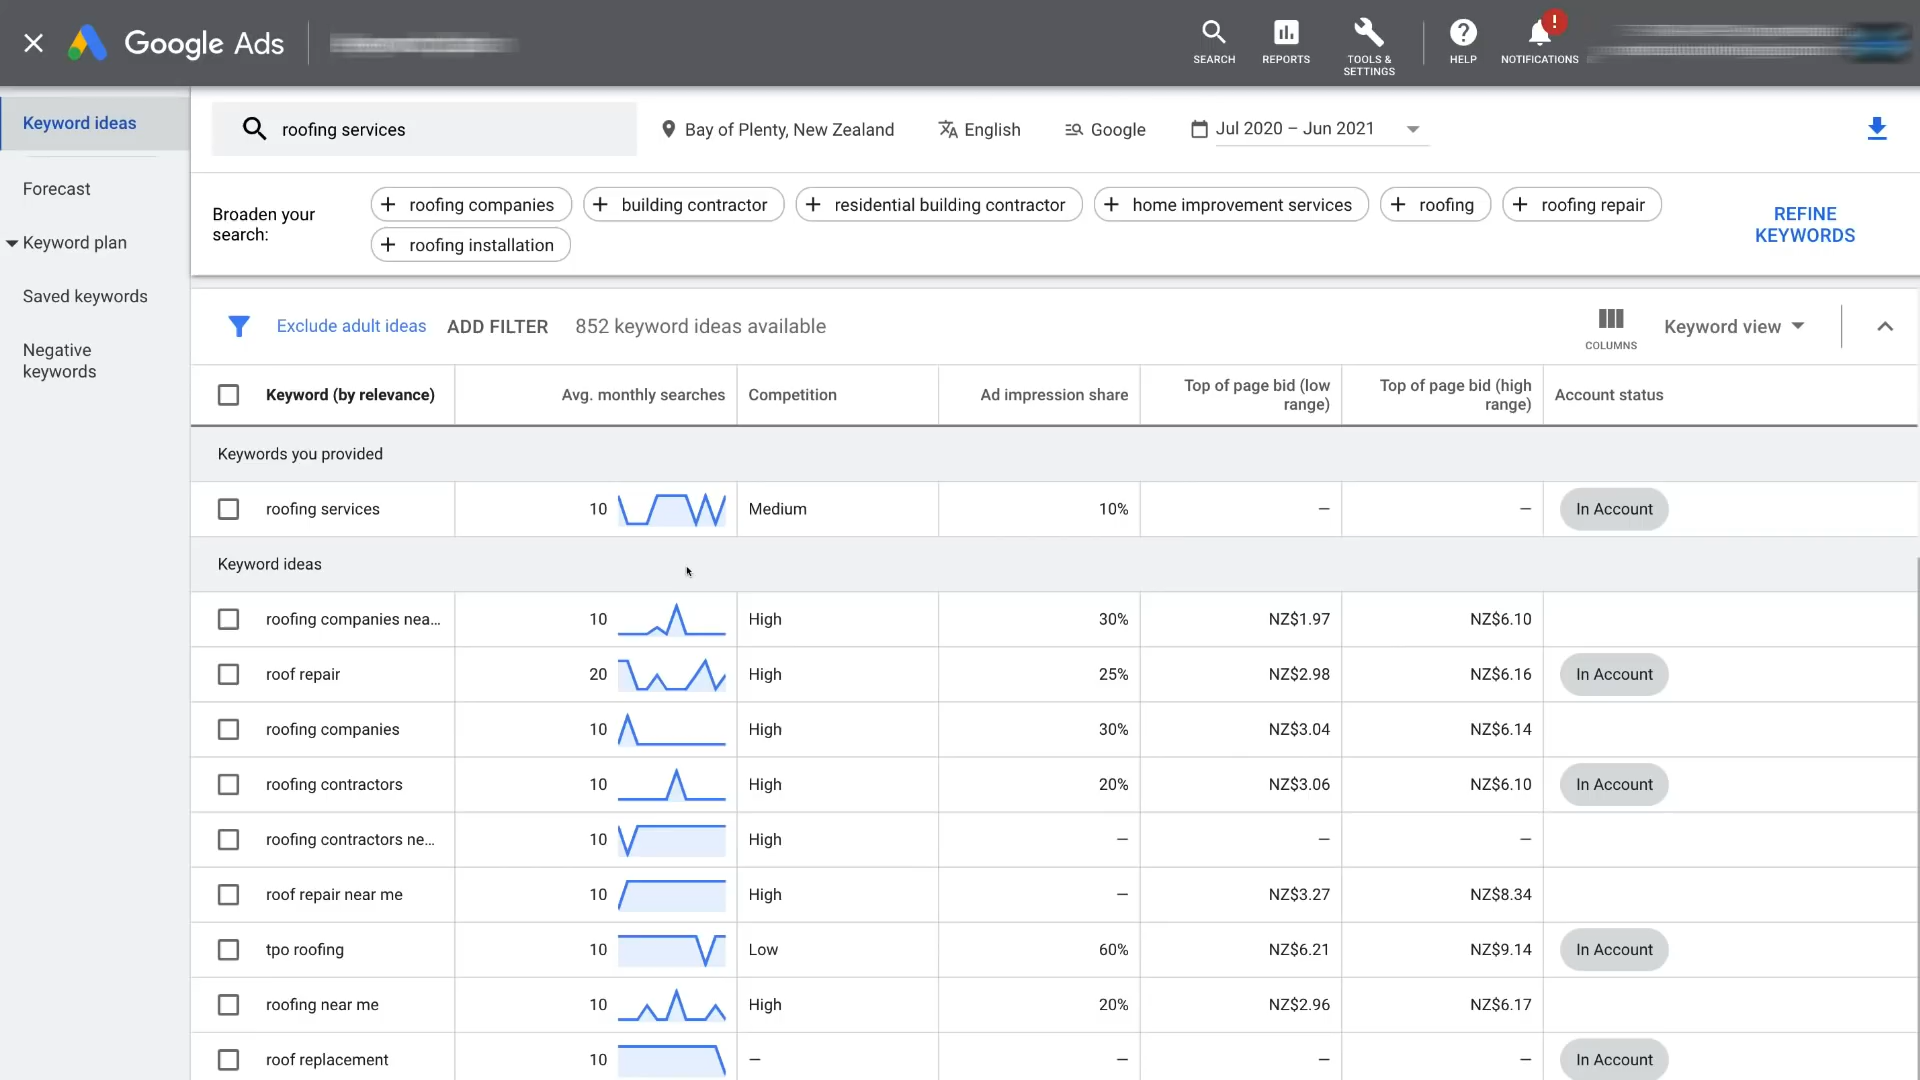 Google Ads
SEARCH
REPORTS
TOOLS &
SETTINGS
HELP
!
NOTIFICATIONS
Keyword ideas
Forecast
Keyword plan
Saved keywords
Negative
keywords
roofing services
Bay of Plenty, New Zealand
English
Google
Jul 2020 – Jun 2021
Broaden your
search:
roofing companies
building contractor
residential building contractor
home improvement services
roofing
roofing repair
roofing installation
REFINE
KEYWORDS
Exclude adult ideas
ADD FILTER
852 keyword ideas available
COLUMNS
Keyword view
Keyword (by relevance)
Avg. monthly searches
Competition
Ad impression share
Top of page bid (low
range)
Top of page bid (high
range)
Account status
Keywords you provided
roofing services 10 Medium 10% – – In Account
Keyword ideas
roofing companies nea... 10 High 30% NZ$1.97 NZ$6.10
roof repair 20 High 25% NZ$2.98 NZ$6.16 In Account
roofing companies 10 High 30% NZ$3.04 NZ$6.14
roofing contractors 10 High 20% NZ$3.06 NZ$6.10 In Account
roofing contractors ne... 10 High – – –
roof repair near me 10 High – NZ$3.27 NZ$8.34
tpo roofing 10 Low 60% NZ$6.21 NZ$9.14 In Account
roofing near me 10 High 20% NZ$2.96 NZ$6.17
roof replacement 10 – – – – In Account